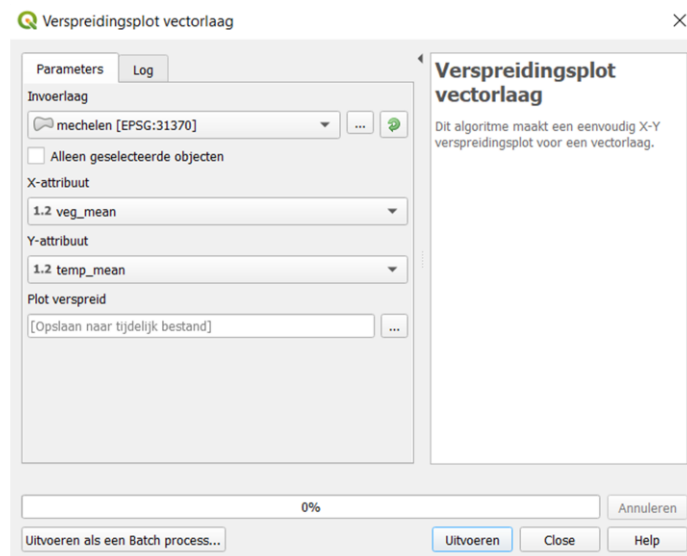 Verspreidingsplot vectorlaag
Parameters
Log
Invoerlaag
mechelen [EPSG:31370]
...
Alleen geselecteerde objecten
X-attribuut
1.2 veg_mean
Y-attribuut
1.2 temp_mean
Plot verspreid
[Opslaan naar tijdelijk bestand]
...
Verspreidingsplot
vectorlaag
Dit algoritme maakt een eenvoudig X-Y
verspreidingsplot voor een vectorlaag.
0%
Annuleren
Uitvoeren als een Batch process...
Uitvoeren
Close
Help